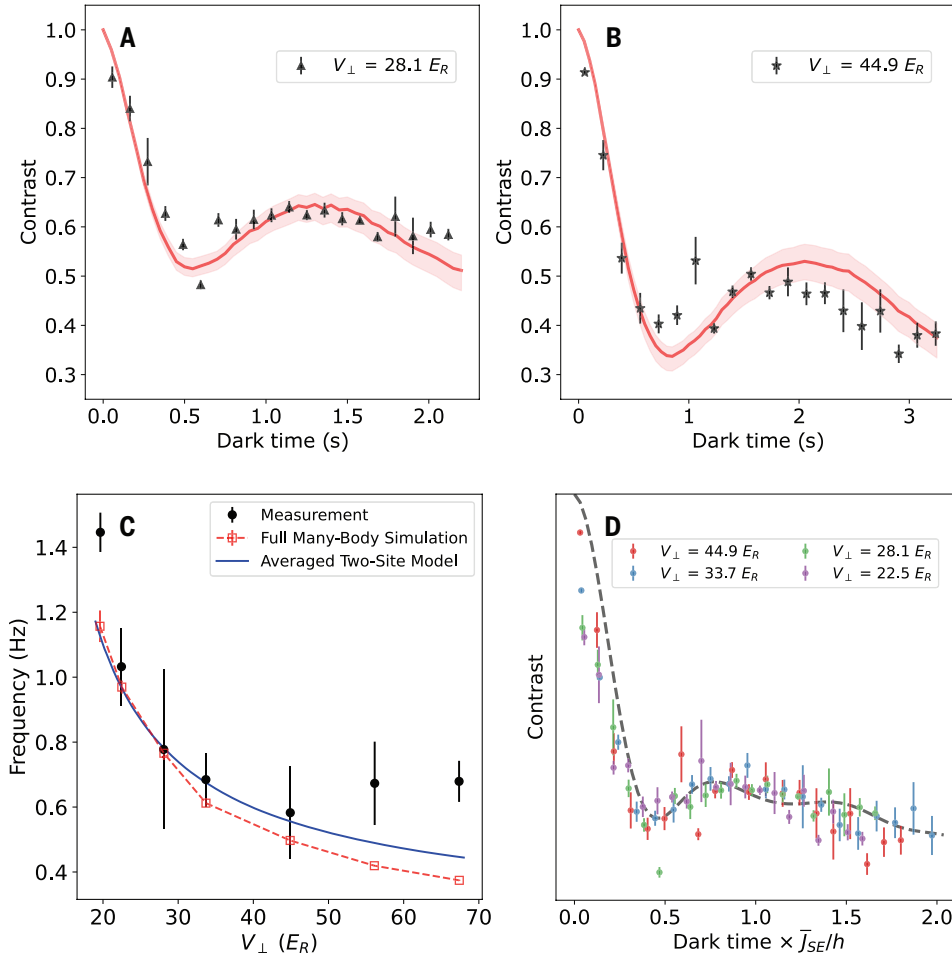 A
V⊥ = 28.1 E_R
1.0
0.9
0.8
0.7
0.6
0.5
0.4
0.3
Contrast
0.0 0.5 1.0 1.5 2.0
Dark time (s)
B
V⊥ = 44.9 E_R
1.0
0.9
0.8
0.7
0.6
0.5
0.4
0.3
Contrast
0 1 2 3
Dark time (s)
C
Measurement
Full Many-Body Simulation
Averaged Two-Site Model
1.4
1.2
1.0
0.8
0.6
0.4
Frequency (Hz)
20 30 40 50 60 70
V⊥ (E_R)
D
V⊥ = 44.9 E_R V⊥ = 28.1 E_R
V⊥ = 33.7 E_R V⊥ = 22.5 E_R
Contrast
0.0 0.5 1.0 1.5 2.0
Dark time × J̅_SE/h